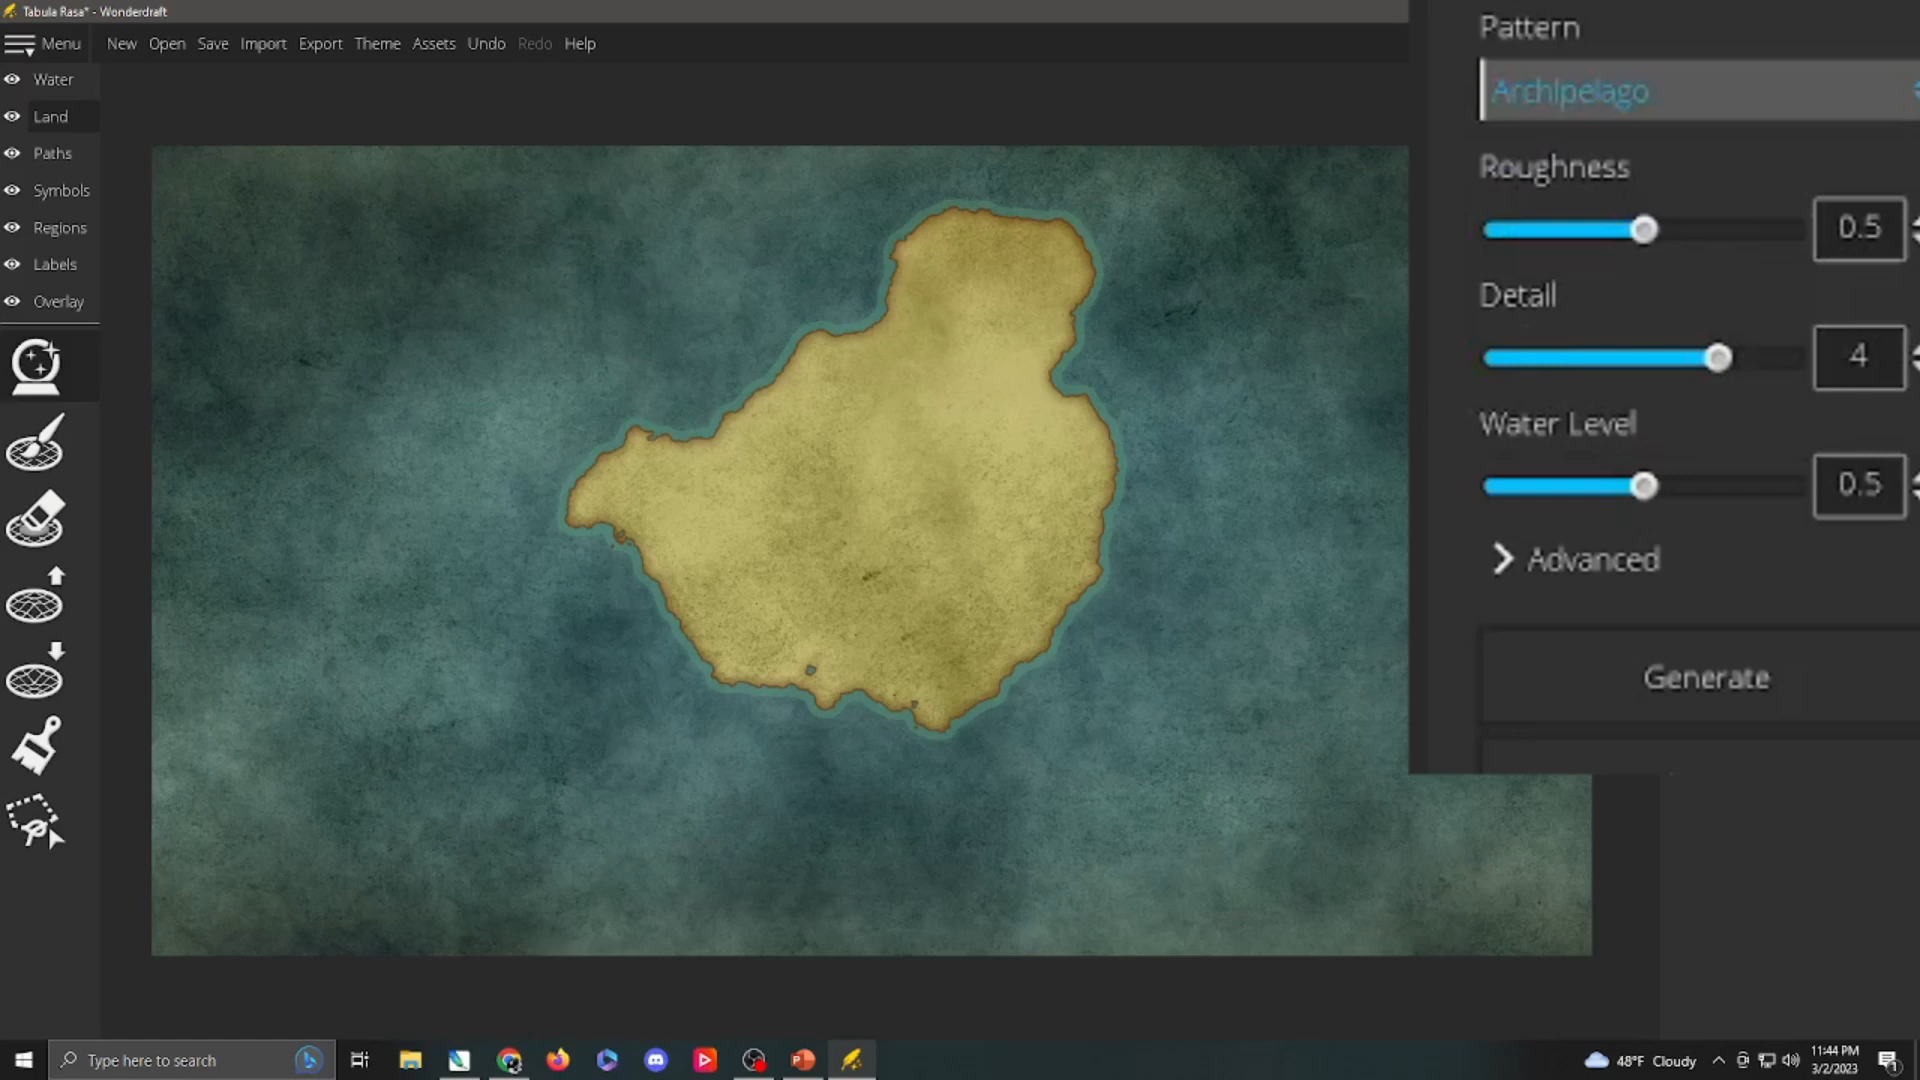 Tabula Rasa* - Wonderdraft
Menu New Open Save Import Export Theme Assets Undo Redo Help
Water
Land
Paths
Symbols
Regions
Labels
Overlay
Pattern
Archipelago
Roughness
0.5
Detail
4
Water Level
0.5
Advanced
Generate
Type here to search
48°F Cloudy
11:44 PM
3/2/2023